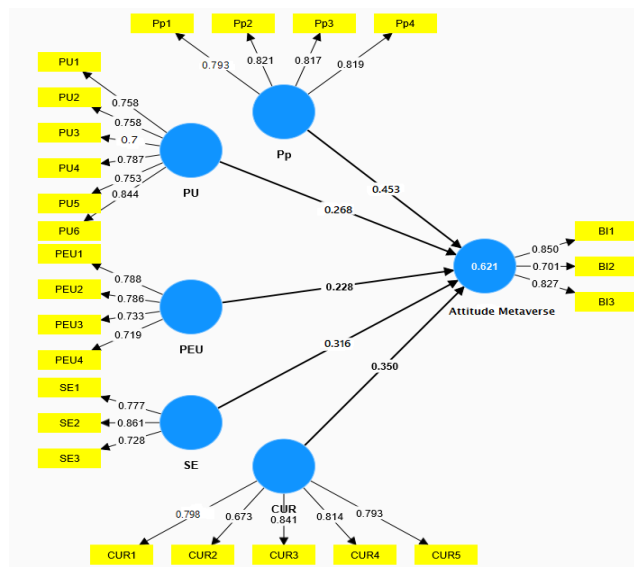 Pp1
Pp2
Pp3
Pp4
0.793
0.821
0.817
0.819
Pp
PU1
PU2
PU3
PU4
PU5
PU6
0.758
0.758
0.7
0.787
0.753
0.844
PU
0.453
0.268
PEU1
PEU2
PEU3
PEU4
0.788
0.786
0.733
0.719
PEU
0.228
0.621
Attitude Metaverse
0.850
0.701
0.827
BI1
BI2
BI3
SE1
SE2
SE3
0.777
0.861
0.728
SE
0.316
0.350
CUR
0.798
0.673
0.841
0.814
0.793
CUR1
CUR2
CUR3
CUR4
CUR5